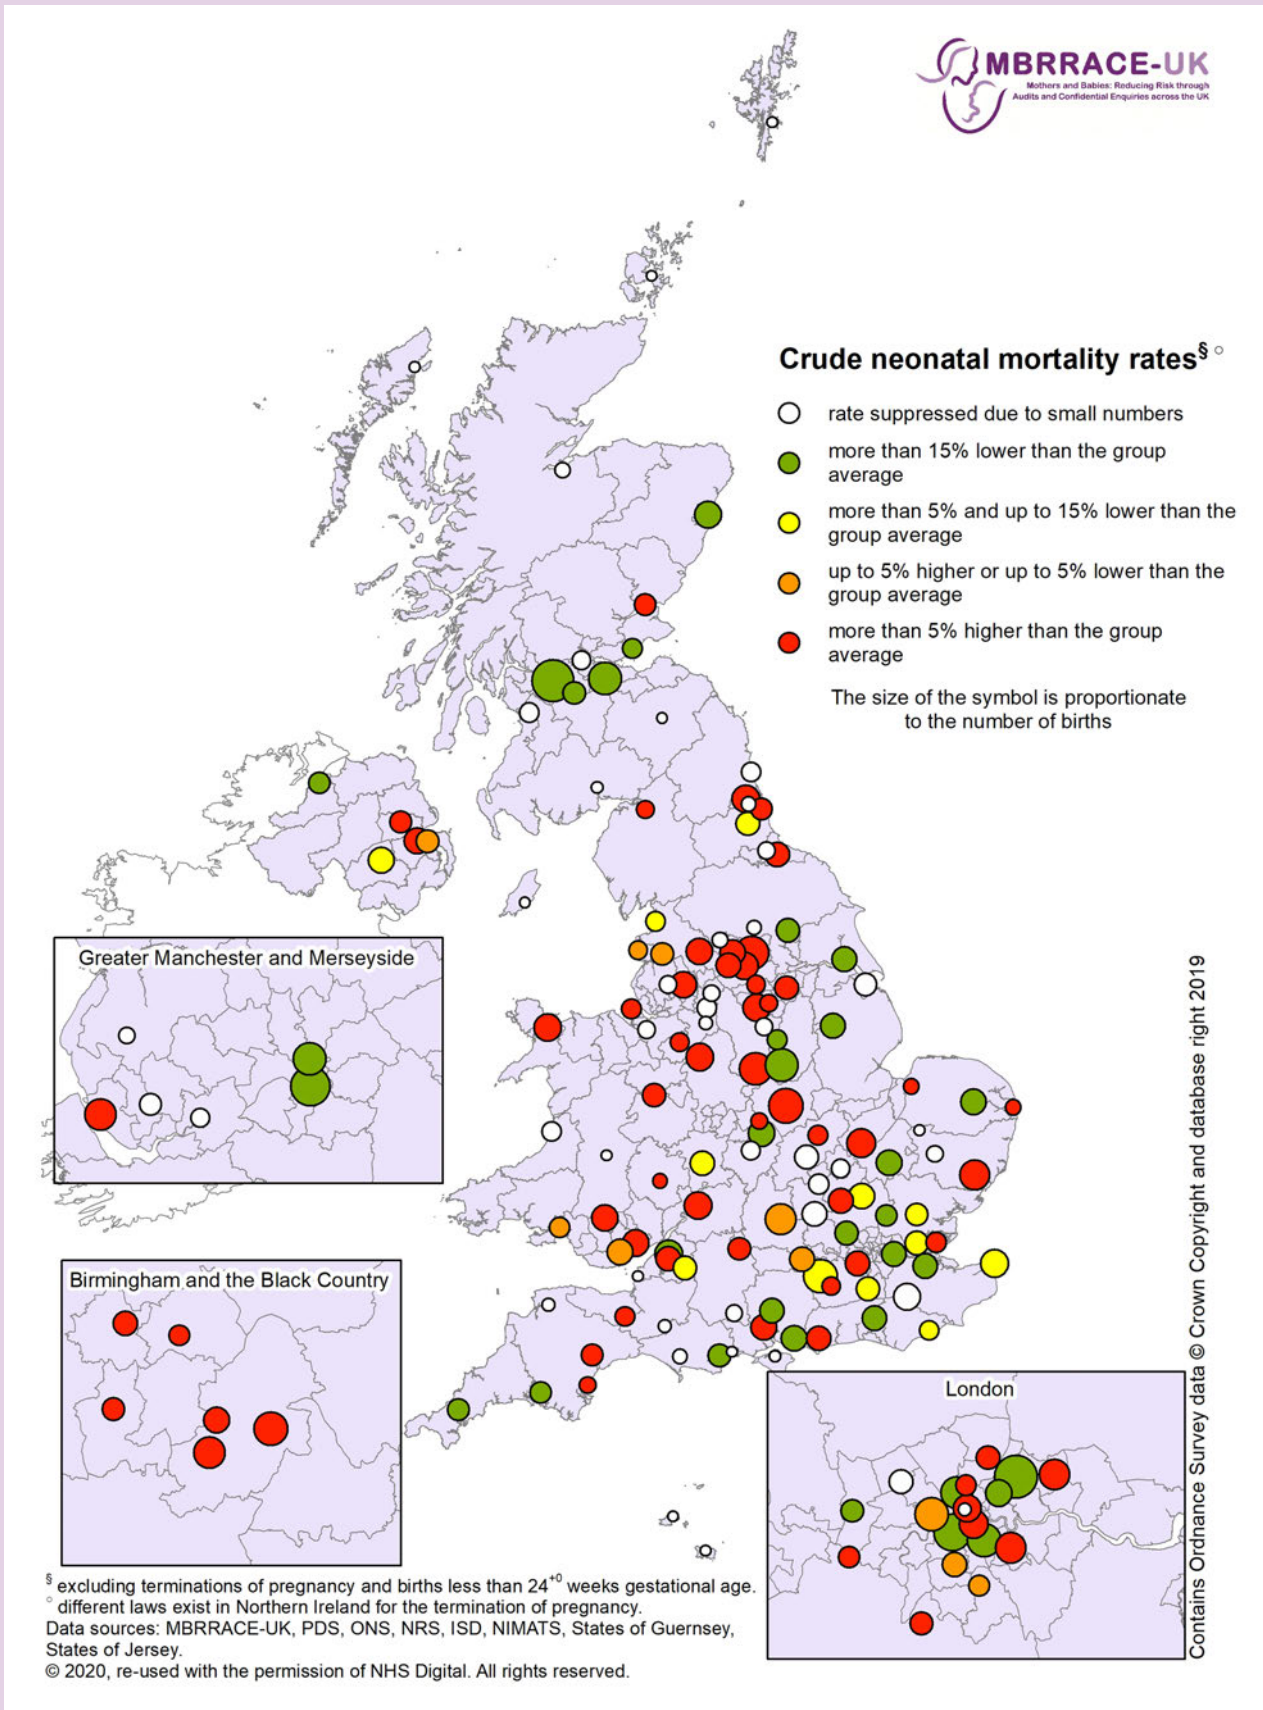 MBRRACE-UK
Mothers and Babies: Reducing Risk through
Audits and Confidential Enquiries across the UK
Crude neonatal mortality rates§ ○
rate suppressed due to small numbers
more than 15% lower than the group
average
more than 5% and up to 15% lower than the
group average
up to 5% higher or up to 5% lower than the
group average
more than 5% higher than the group
average
The size of the symbol is proportionate
to the number of births
Greater Manchester and Merseyside
Birmingham and the Black Country
London
Contains Ordnance Survey data © Crown Copyright and database right 2019
§ excluding terminations of pregnancy and births less than 24+0 weeks gestational age.
○ different laws exist in Northern Ireland for the termination of pregnancy.
Data sources: MBRRACE-UK, PDS, ONS, NRS, ISD, NIMATS, States of Guernsey,
States of Jersey.
© 2020, re-used with the permission of NHS Digital. All rights reserved.